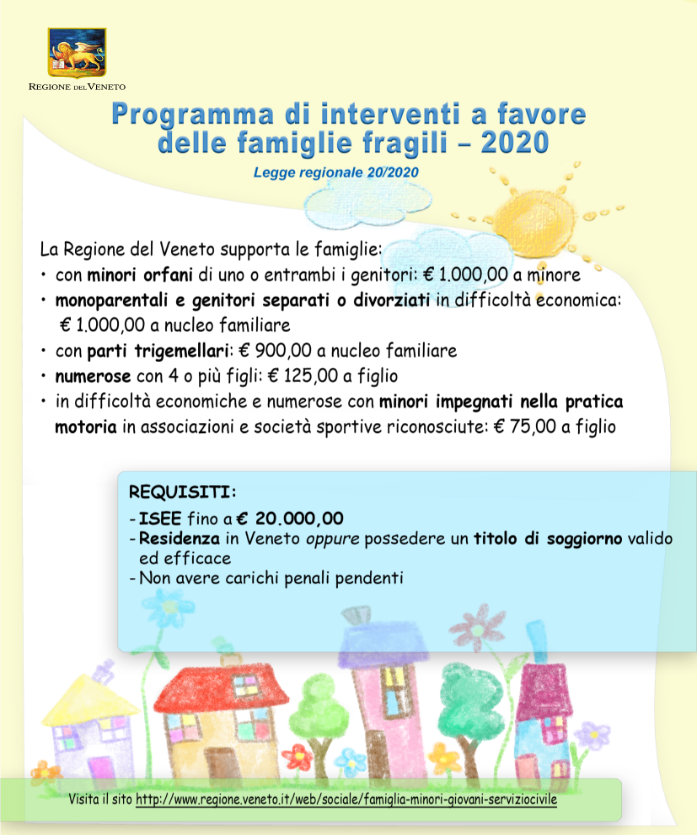 REGIONE DEL VENETO
Programma di interventi a favore
delle famiglie fragili – 2020
Legge regionale 20/2020
La Regione del Veneto supporta le famiglie:
• con minori orfani di uno o entrambi i genitori: € 1.000,00 a minore
• monoparentali e genitori separati o divorziati in difficoltà economica:
€ 1.000,00 a nucleo familiare
• con parti trigemellari: € 900,00 a nucleo familiare
• numerose con 4 o più figli: € 125,00 a figlio
• in difficoltà economiche e numerose con minori impegnati nella pratica
motoria in associazioni e società sportive riconosciute: € 75,00 a figlio
REQUISITI:
- ISEE fino a € 20.000,00
- Residenza in Veneto oppure possedere un titolo di soggiorno valido
ed efficace
- Non avere carichi penali pendenti
Visita il sito http://www.regione.veneto.it/web/sociale/famiglia-minori-giovani-serviziocivile